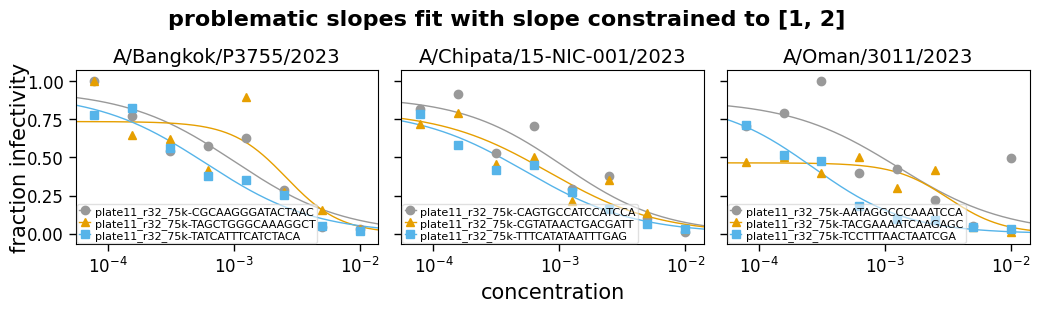 problematic slopes fit with slope constrained to [1, 2]
A/Bangkok/P3755/2023
A/Chipata/15-NIC-001/2023
A/Oman/3011/2023
fraction infectivity
1.00
0.75
0.50
0.25
0.00
plate11_r32_75k-CGCAAGGGATACTAAC
plate11_r32_75k-TAGCTGGGCAAAGGCT
plate11_r32_75k-TATCATTTCATCTACA
plate11_r32_75k-CAGTGCCATCCATCCA
plate11_r32_75k-CGTATAACTGACGATT
plate11_r32_75k-TTTCATATAATTTGAG
plate11_r32_75k-AATAGGCCCAAATCCA
plate11_r32_75k-TACGAAAATCAAGAGC
plate11_r32_75k-TCCTTTAACTAATCGA
10⁻⁴ 10⁻³ 10⁻²
10⁻⁴ 10⁻³ 10⁻²
10⁻⁴ 10⁻³ 10⁻²
concentration